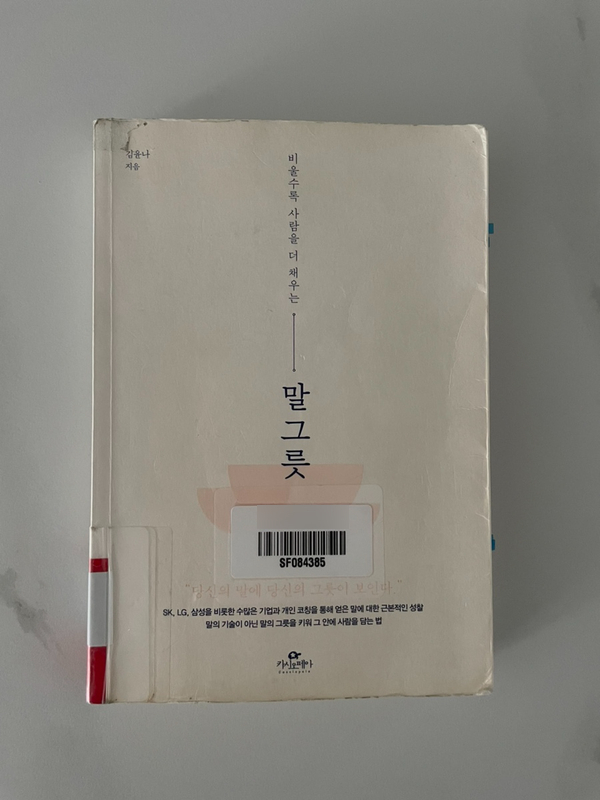 김윤나
지음
비울수록 사람을 더 채우는
말 그릇
SF084385
"당신의 말에 당신의 그릇이 보인다."
SK, LG, 삼성을 비롯한 수많은 기업과 개인 코칭을 통해 얻은 말에 대한 근본적인 성찰
말의 기술이 아닌 말의 그릇을 키워 그 안에 사람을 담는 법
카시오페아
Cassiopeia